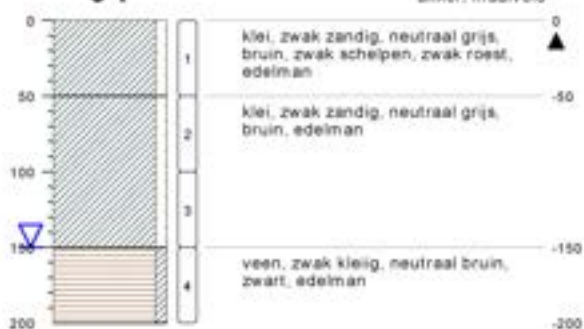 0
klei, zwak zandig, neutraal grijs,
bruin, zwak schelpen, zwak roest,
edelman
0
1
50
klei, zwak zandig, neutraal grijs,
bruin, edelman
-50
2
100
3
150
veen, zwak kleiig, neutraal bruin,
zwart, edelman
-150
4
200
-200